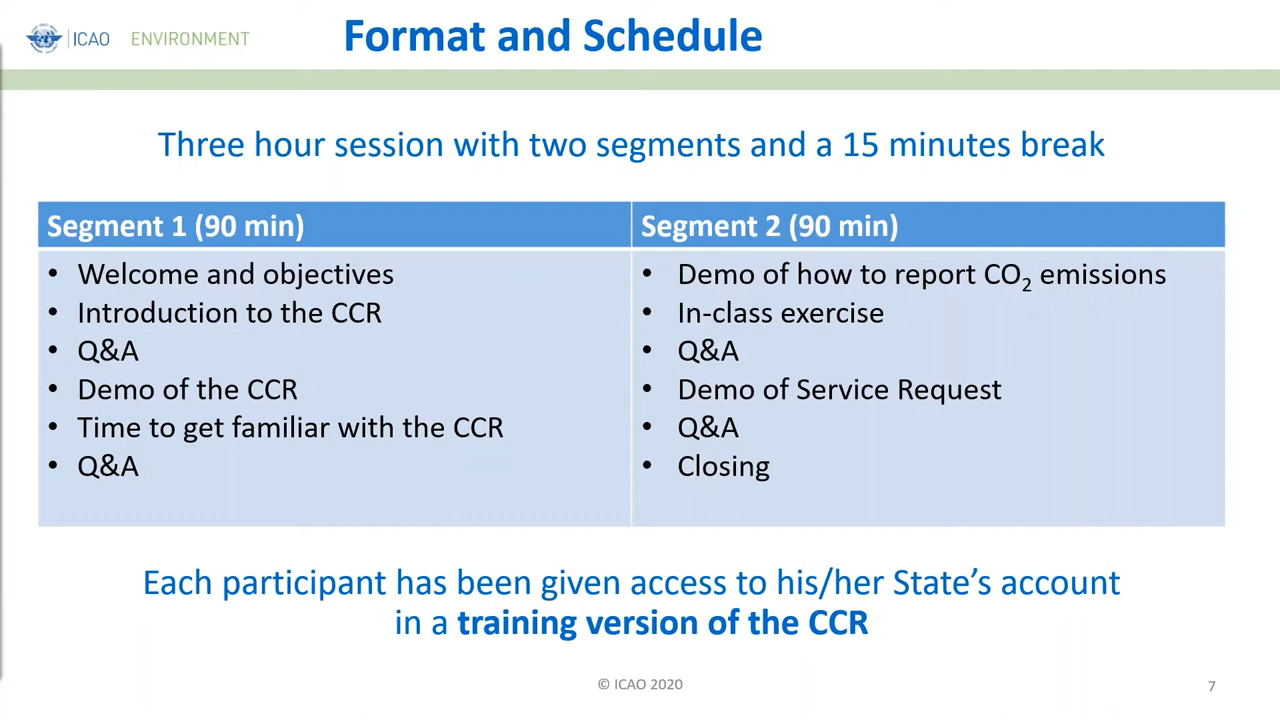 ICAO ENVIRONMENT
Format and Schedule
Three hour session with two segments and a 15 minutes break
Segment 1 (90 min)
• Welcome and objectives
• Introduction to the CCR
• Q&A
• Demo of the CCR
• Time to get familiar with the CCR
• Q&A
Segment 2 (90 min)
• Demo of how to report CO₂ emissions
• In-class exercise
• Q&A
• Demo of Service Request
• Q&A
• Closing
Each participant has been given access to his/her State’s account
in a training version of the CCR
© ICAO 2020
7